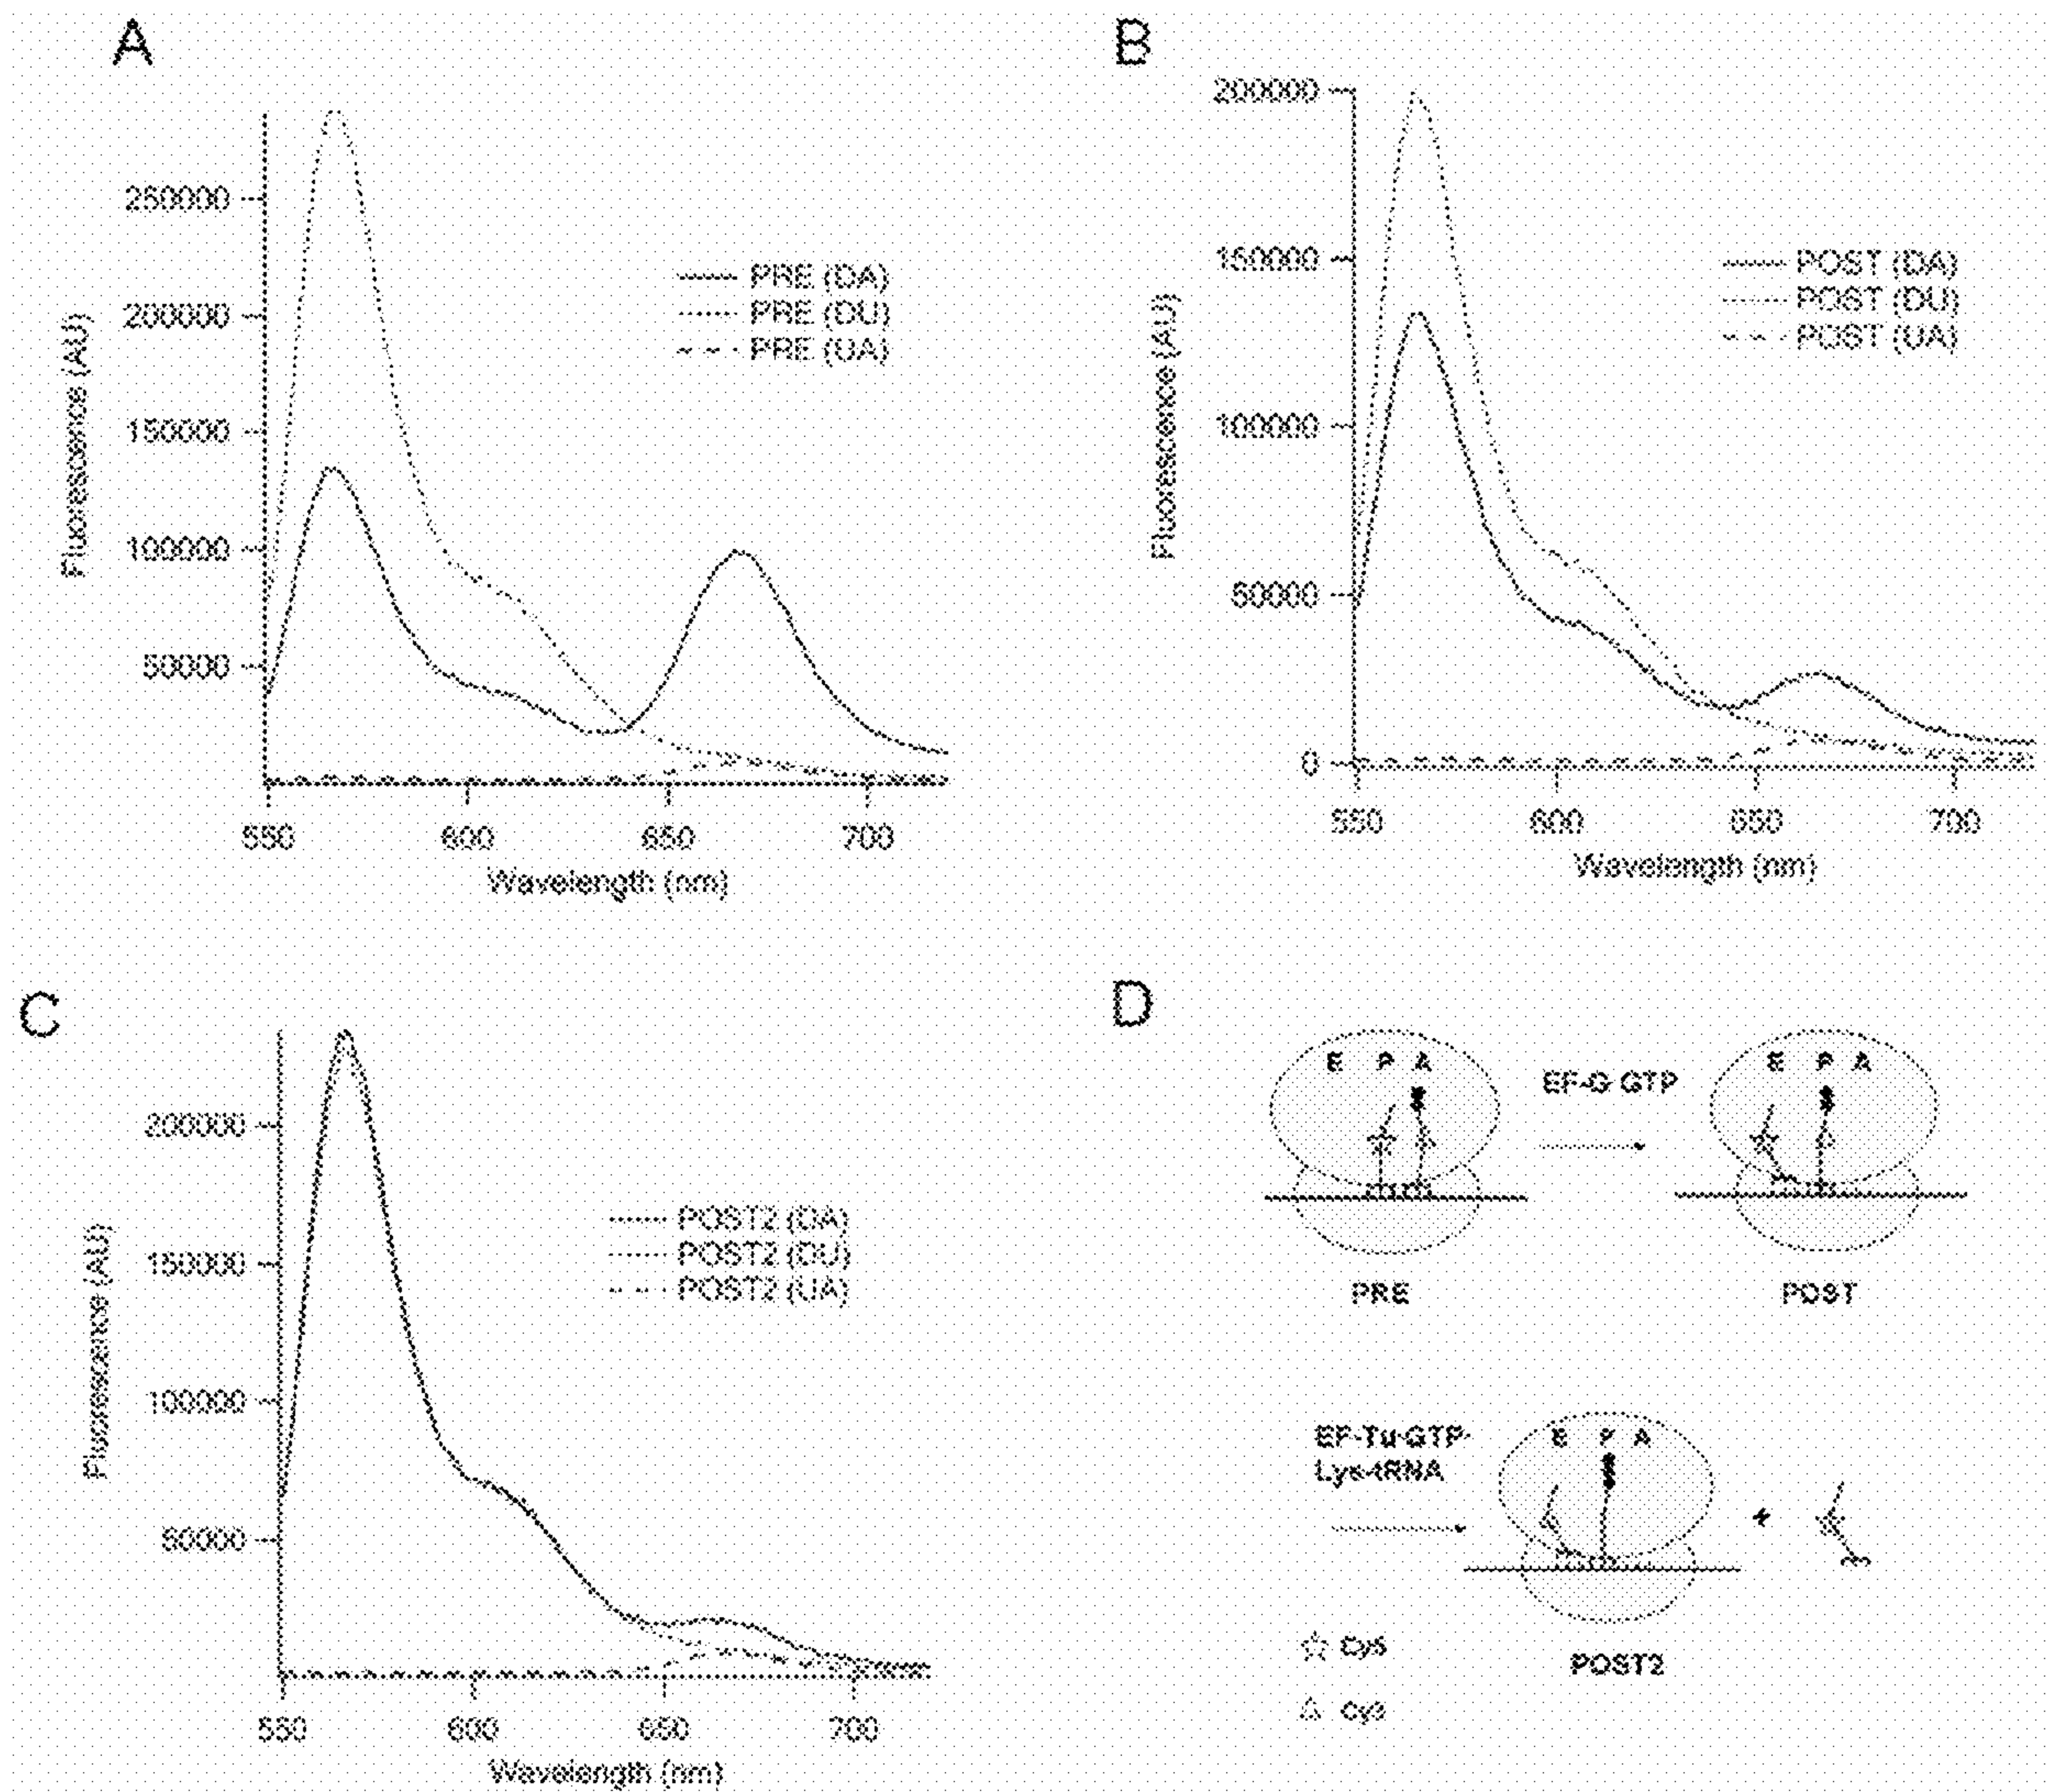 A
Fluorescence (AU)
250000
200000
150000
100000
50000
PRE (DA)
PRE (DU)
PRE (UA)
550
600
650
700
Wavelength (nm)
B
Fluorescence (AU)
200000
150000
100000
50000
0
POST (DA)
POST (DU)
POST (UA)
550
600
650
700
Wavelength (nm)
C
Fluorescence (AU)
200000
150000
100000
50000
POST2 (DA)
POST2 (DU)
POST2 (UA)
550
600
650
700
Wavelength (nm)
D
E P A
EF-G GTP
E P A
PRE
POST
EF-Tu·GTP·
Lys-tRNA
E P A
+
POST2
Cy5
Cy3